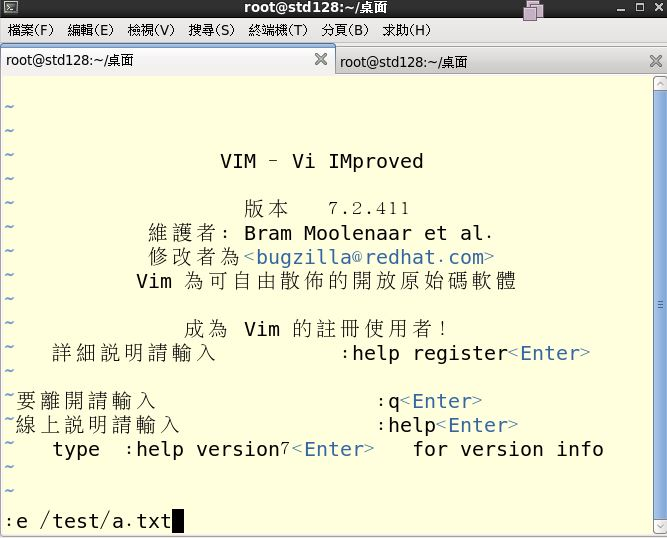 root@std128:~/桌面
檔案(F) 編輯(E) 檢視(V) 搜尋(S) 終端機(T) 分頁(B) 求助(H)
root@std128:~/桌面 root@std128:~/桌面
~
~
~ VIM - Vi IMproved
~
~ 版本 7.2.411
~ 維護者: Bram Moolenaar et al.
~ 修改者為<bugzilla@redhat.com>
~ Vim 為可自由散佈的開放原始碼軟體
~
~ 成為 Vim 的註冊使用者!
~ 詳細說明請輸入 :help register<Enter>
~
~ 要離開請輸入 :q<Enter>
~ 線上說明請輸入 :help<Enter>
~ type :help version7<Enter> for version info
~
~
:e /test/a.txt